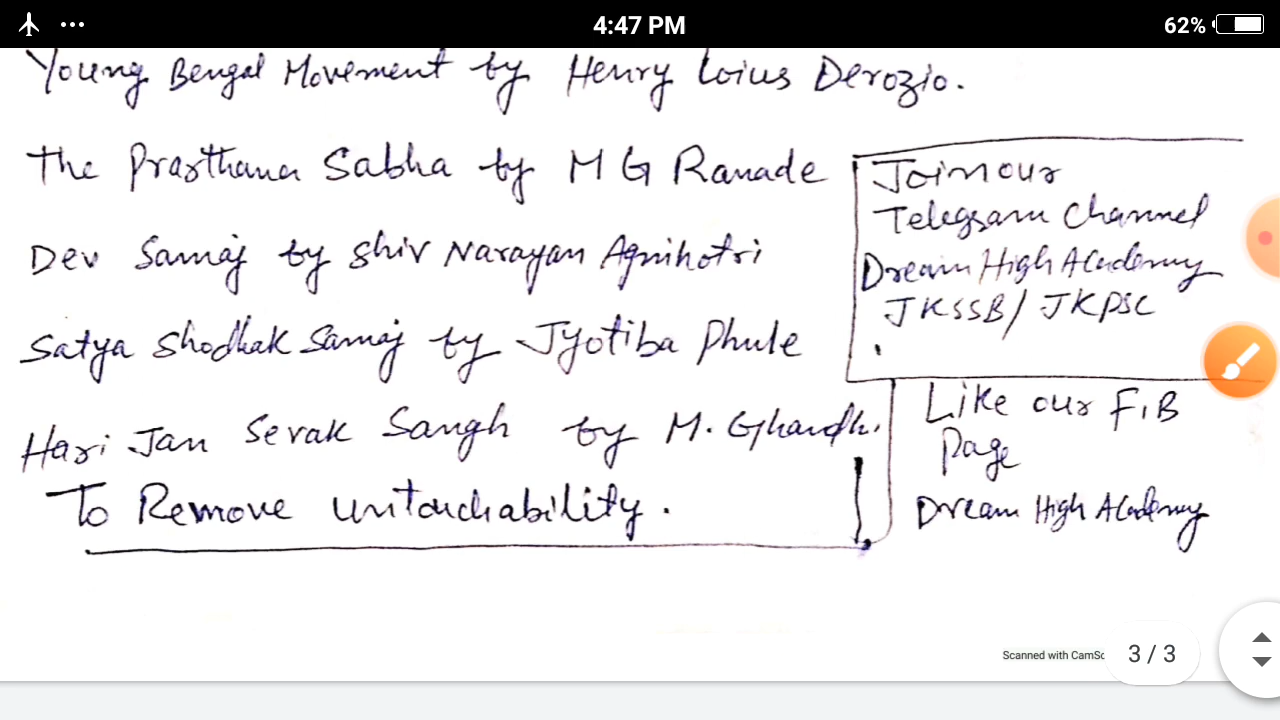 4:47 PM
62%
Young Bengal Movement by Henry Loius Derozio.
The Prarthana Sabha by M G Ranade
Dev Samaj by Shiv Narayan Agnihotri
Satya Shodhak Samaj by Jyotiba Phule
Hari Jan Sevak Sangh by M. Ghandhi
To Remove untouchability.
Join our
Telegram Channel
Dream High Academy
JKSSB/ JKPSC
Like our F,B
Page
Dream High Academy
Scanned with CamSc
3 / 3